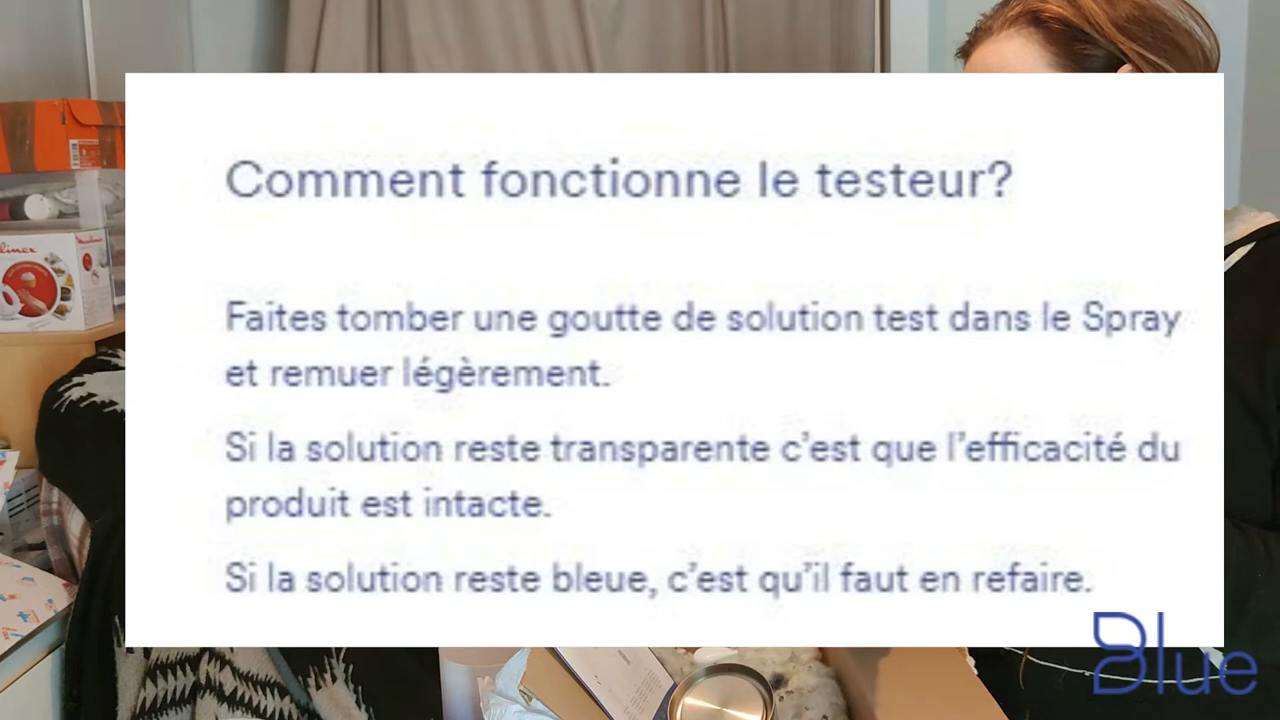 Comment fonctionne le testeur?
Faites tomber une goutte de solution test dans le Spray
et remuer légèrement.
Si la solution reste transparente c'est que l'efficacité du
produit est intacte.
Si la solution reste bleue, c'est qu'il faut en refaire.
Blue